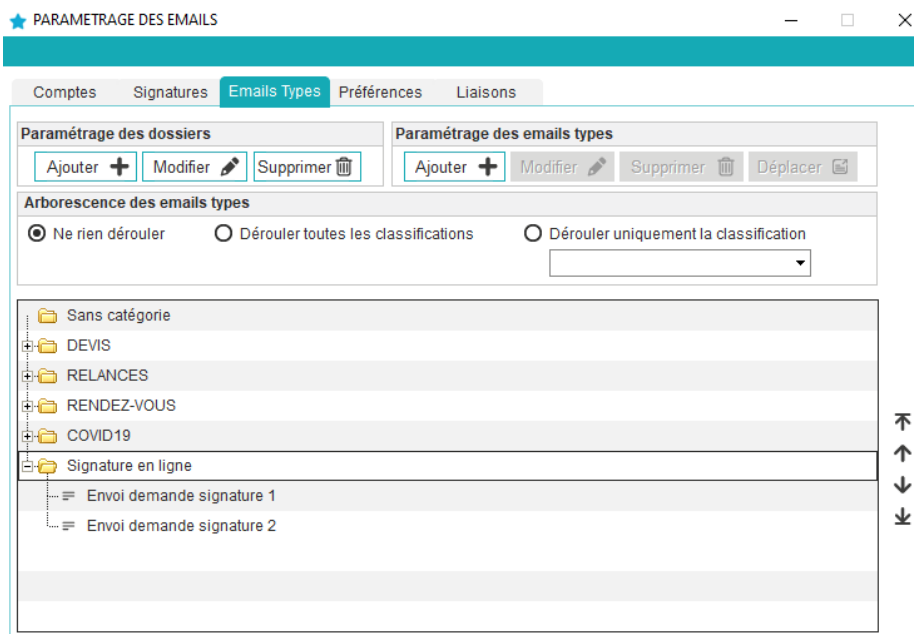 PARAMETRAGE DES EMAILS
Comptes Signatures Emails Types Préférences Liaisons
Paramétrage des dossiers
Ajouter Modifier Supprimer
Paramétrage des emails types
Ajouter Modifier Supprimer Déplacer
Arborescence des emails types
Ne rien dérouler Dérouler toutes les classifications Dérouler uniquement la classification
Sans catégorie
DEVIS
RELANCES
RENDEZ-VOUS
COVID19
Signature en ligne
Envoi demande signature 1
Envoi demande signature 2